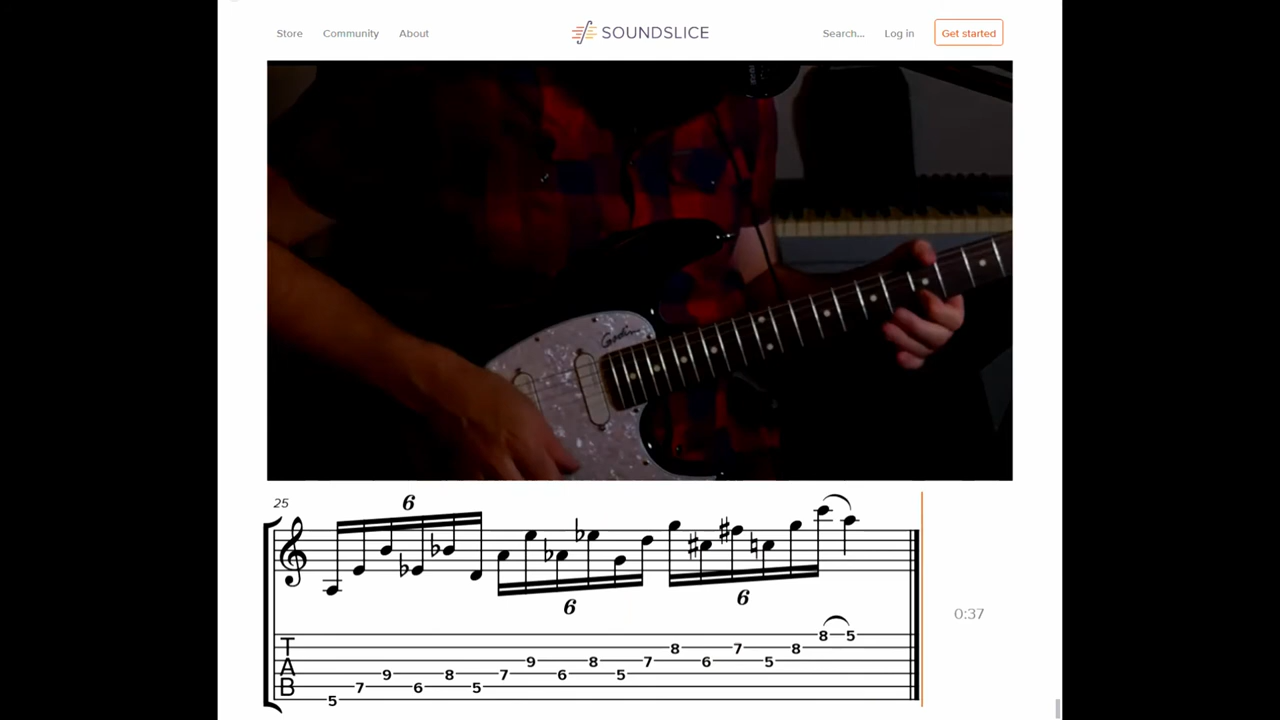 Store Community About SOUNDSLICE Search... Log in Get started
Godin
25
6
6
6
0:37
T
A
B
8 5
8 7 8
9 8 7 6 5
9 8 7 6 5
7 6 5
5